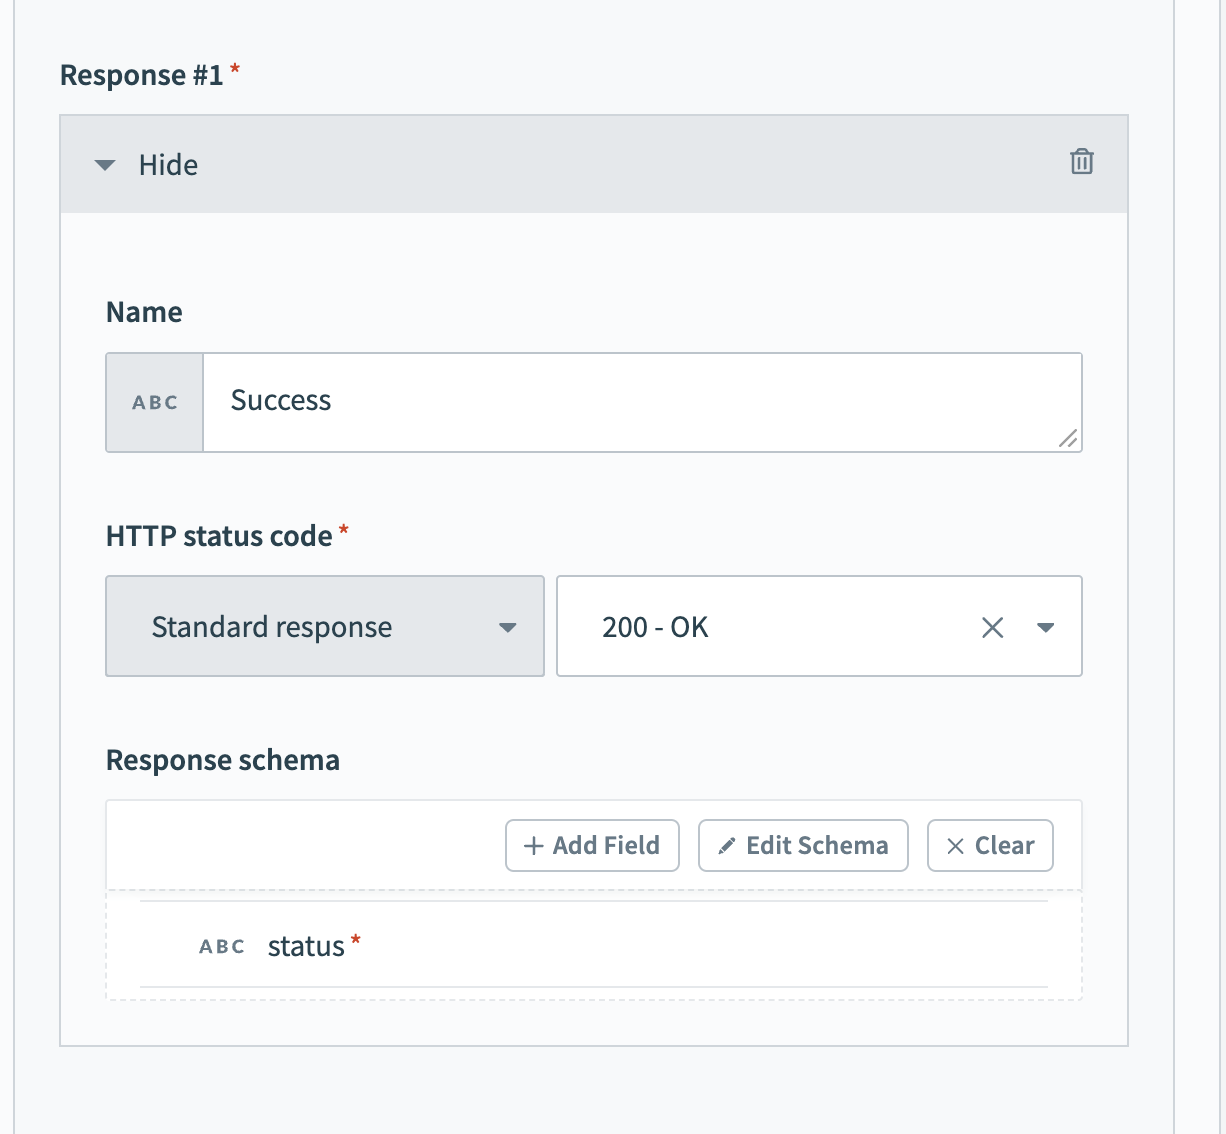 Response #1 *
Hide
Name
ABC Success
HTTP status code *
Standard response 200 - OK
Response schema
+ Add Field Edit Schema × Clear
ABC status *